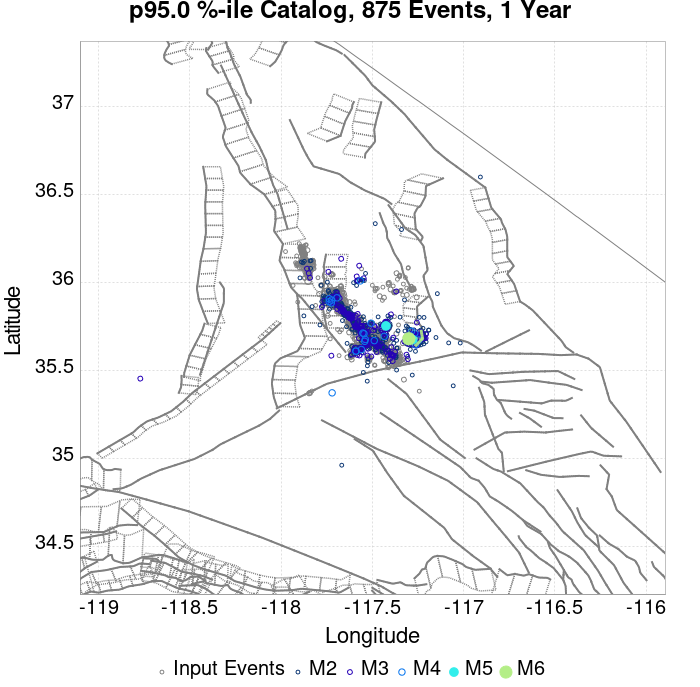 p95.0 %-ile Catalog, 875 Events, 1 Year
37
36.5
36
35.5
35
34.5
Latitude
-119
-118.5
-118
-117.5
-117
-116.5
-116
Longitude
Input Events
M2
M3
M4
M5
M6